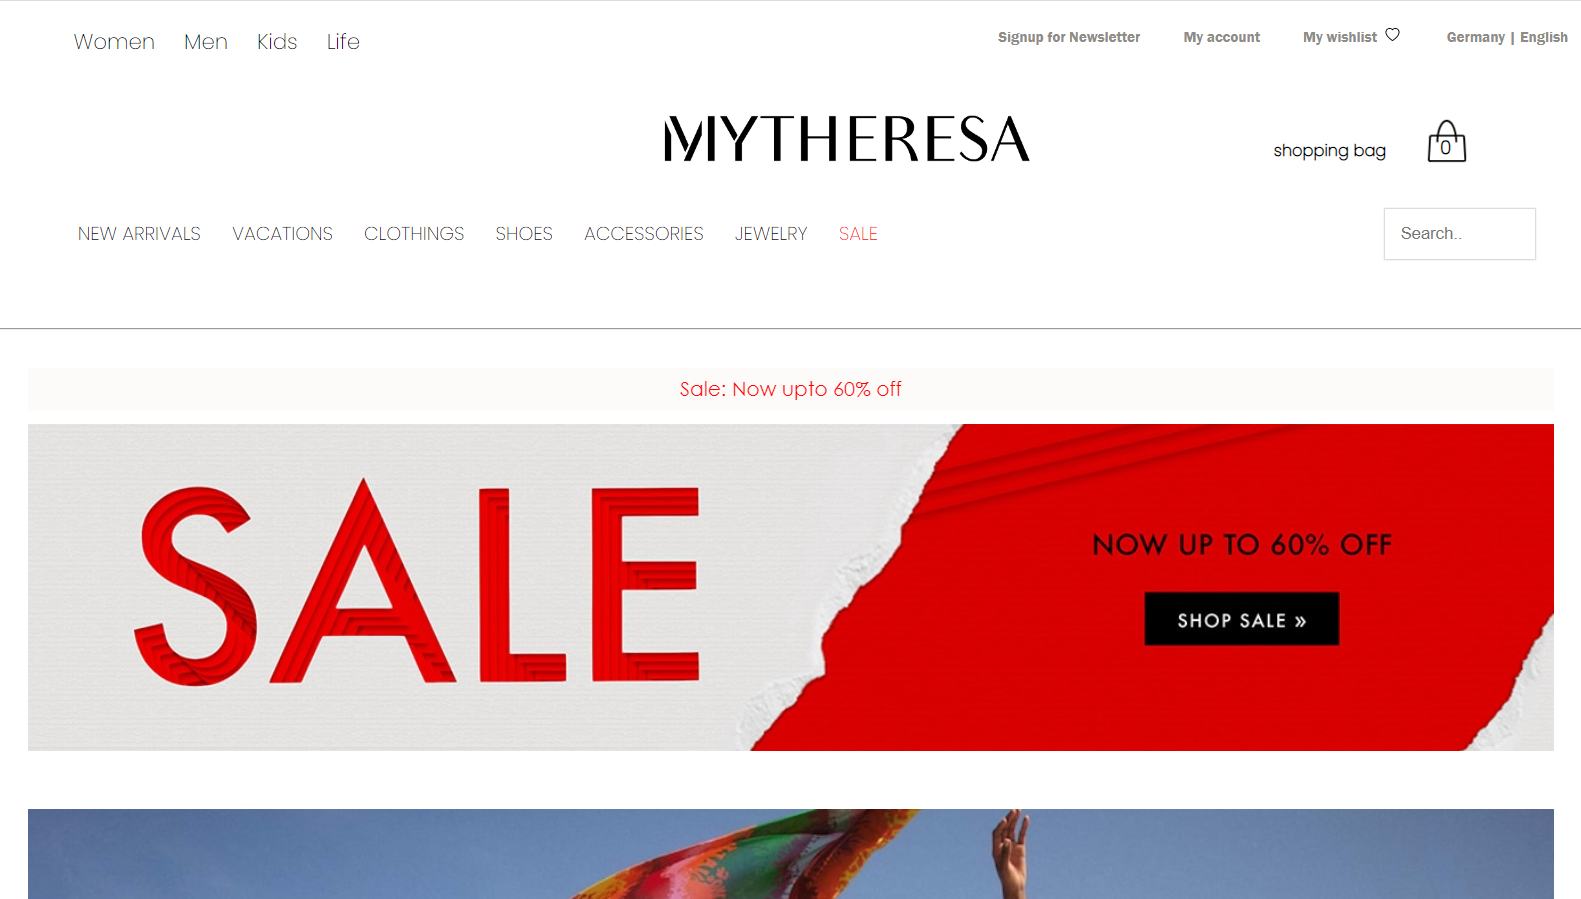 Women Men Kids Life
Signup for Newsletter My account My wishlist Germany | English
MYTHERESA
shopping bag 0
NEW ARRIVALS VACATIONS CLOTHINGS SHOES ACCESSORIES JEWELRY SALE
Search..
Sale: Now upto 60% off
SALE
NOW UP TO 60% OFF
SHOP SALE »